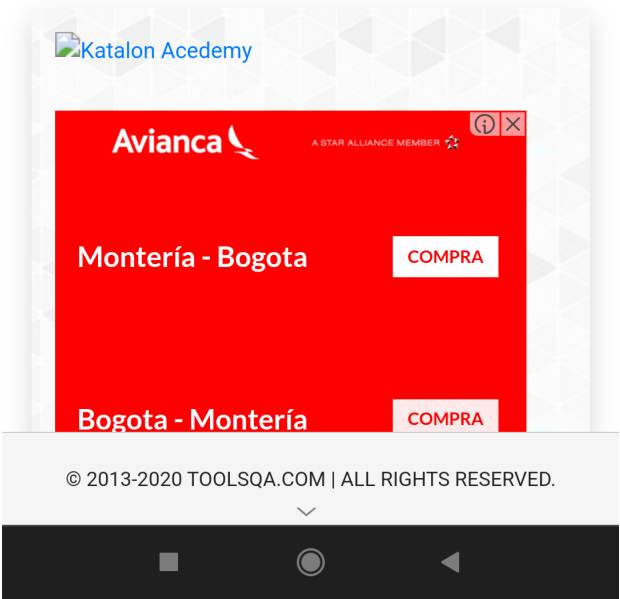 Katalon Acedemy
Avianca
A STAR ALLIANCE MEMBER
Montería - Bogota
COMPRA
Bogota - Montería
COMPRA
© 2013-2020 TOOLSQA.COM | ALL RIGHTS RESERVED.